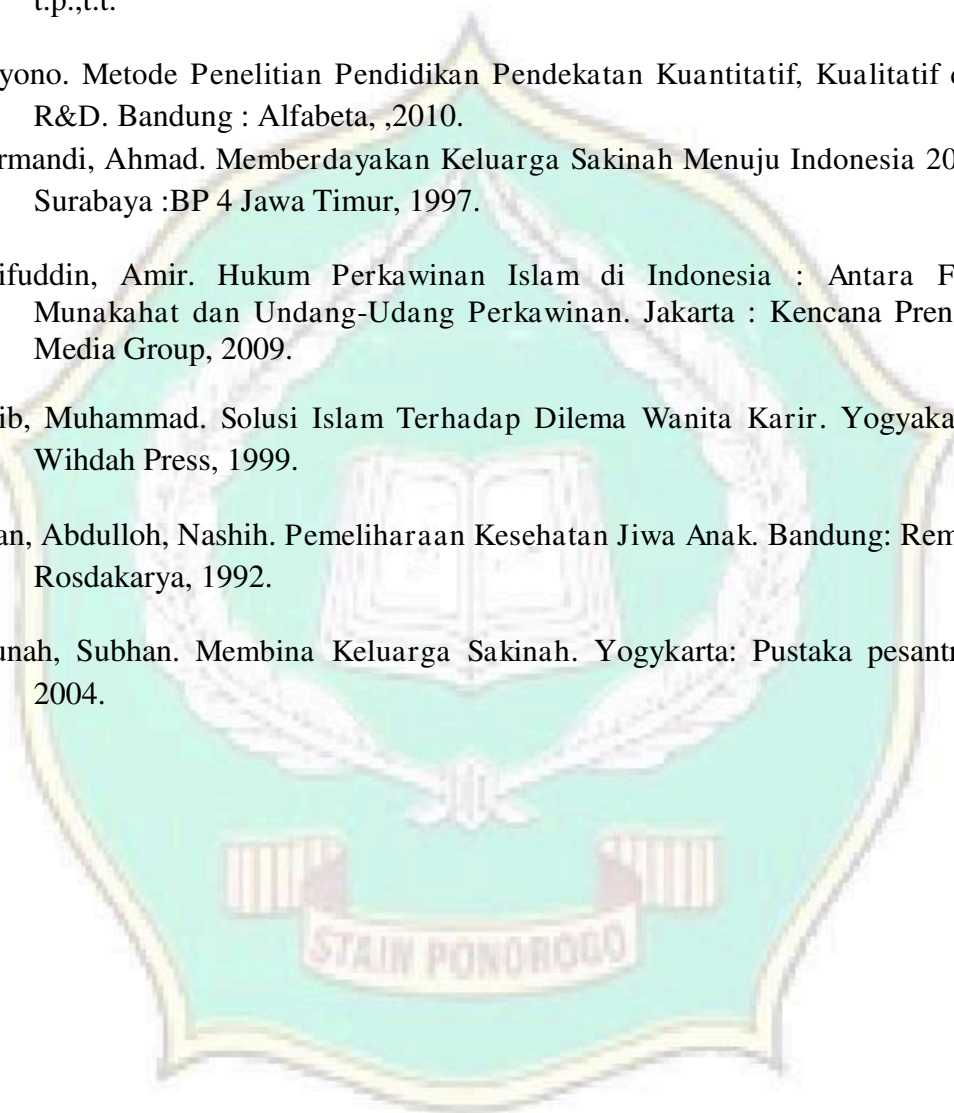 t.p.,t.t.
yono. Metode Penelitian Pendidikan Pendekatan Kuantitatif, Kualitatif
R&D. Bandung : Alfabeta, ,2010.
rmandi, Ahmad. Memberdayakan Keluarga Sakinah Menuju Indonesia 20
Surabaya :BP 4 Jawa Timur, 1997.
ifuddin, Amir. Hukum Perkawinan Islam di Indonesia : Antara F
Munakahat dan Undang-Udang Perkawinan. Jakarta : Kencana Pren
Media Group, 2009.
ib, Muhammad. Solusi Islam Terhadap Dilema Wanita Karir. Yogyaka
Wihdah Press, 1999.
an, Abdulloh, Nashih. Pemeliharaan Kesehatan Jiwa Anak. Bandung: Rem
Rosdakarya, 1992.
unah, Subhan. Membina Keluarga Sakinah. Yogykarta: Pustaka pesantr
2004.
STAIN PONOROGO